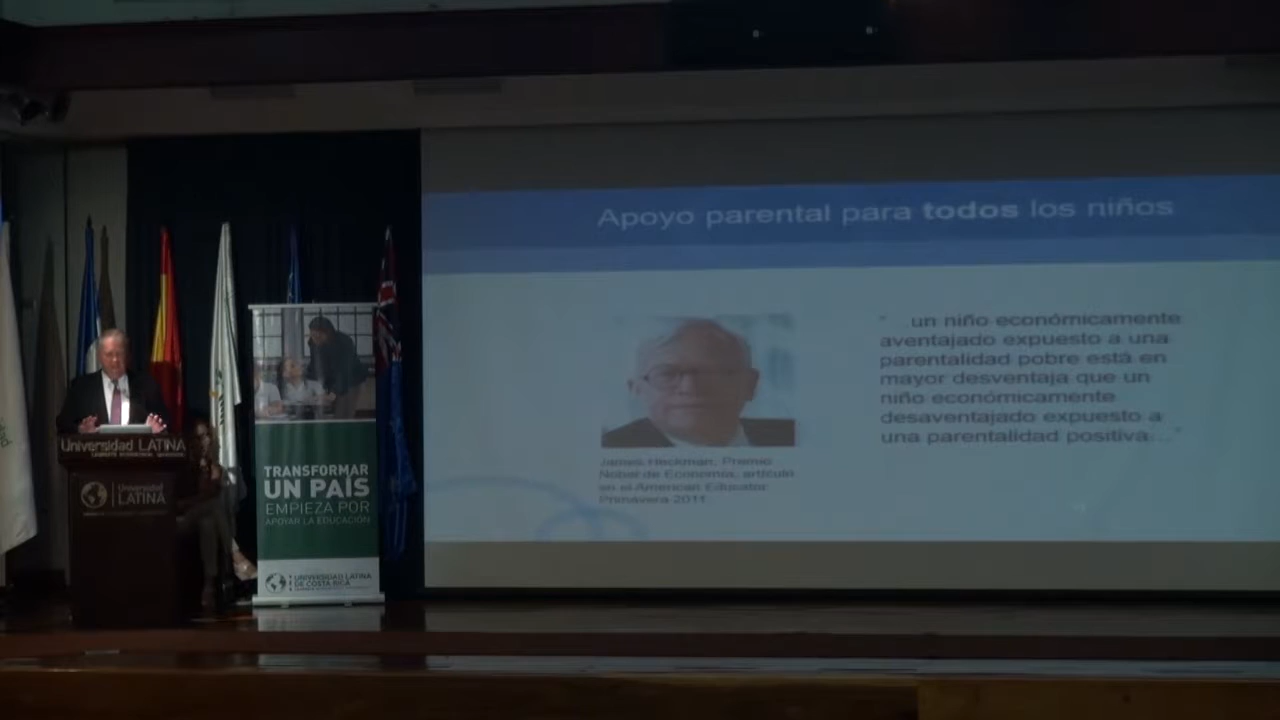 Apoyo parental para todos los niños
" un niño económicamente
aventajado expuesto a una
parentalidad pobre está en
mayor desventaja que un
niño económicamente
desaventajado expuesto a
una parentalidad positiva..."
James Heckman, Premio
Nobel de Economía, artículo
en el American Educator
Primavera 2011
Universidad LATINA
Universidad
LATINA
TRANSFORMAR
UN PAÍS
EMPIEZA POR
APOYAR LA EDUCACIÓN
UNIVERSIDAD LATINA
DE COSTA RICA